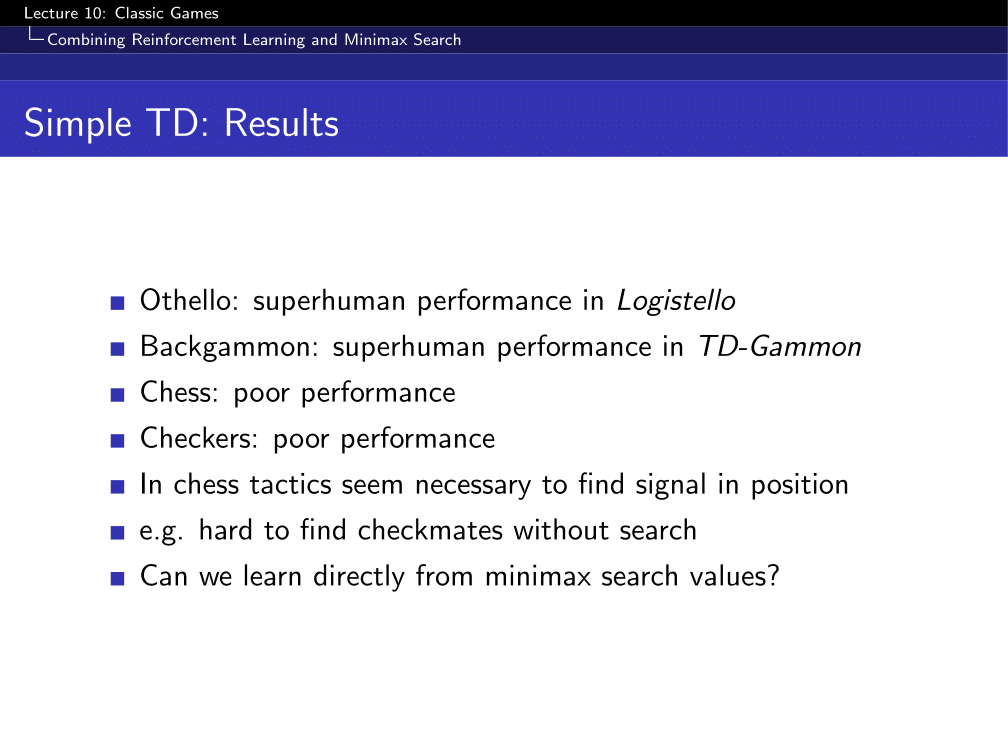 Lecture 10: Classic Games
Combining Reinforcement Learning and Minimax Search
Simple TD: Results
Othello: superhuman performance in Logistello
Backgammon: superhuman performance in TD-Gammon
Chess: poor performance
Checkers: poor performance
In chess tactics seem necessary to find signal in position
e.g. hard to find checkmates without search
Can we learn directly from minimax search values?